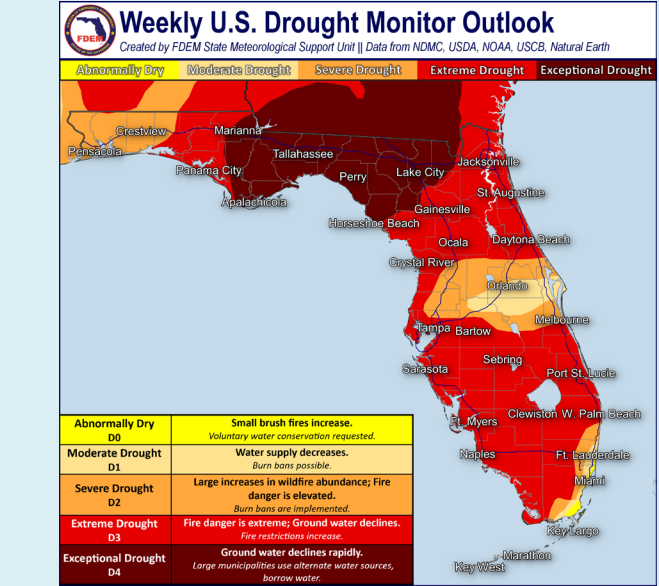 FDEM
Weekly U.S. Drought Monitor Outlook
Created by FDEM State Meteorological Support Unit || Data from NDMC, USDA, NOAA, USCB, Natural Earth
Abnormally Dry Moderate Drought Severe Drought Extreme Drought Exceptional Drought
Crestview
Marianna
Pensacola
Tallahassee
Jacksonville
Panama City
Perry
Lake City
St. Augustine
Apalachicola
Gainesville
Horseshoe Beach
Ocala
Daytona Beach
Crystal River
Orlando
Melbourne
Tampa
Bartow
Sebring
Sarasota
Port St. Lucie
Clewiston
W. Palm Beach
Ft. Myers
Naples
Ft. Lauderdale
Miami
Key Largo
Marathon
Key West
Abnormally Dry
D0
Small brush fires increase.
Voluntary water conservation requested.
Moderate Drought
D1
Water supply decreases.
Burn bans possible.
Severe Drought
D2
Large increases in wildfire abundance; Fire
danger is elevated.
Burn bans are implemented.
Extreme Drought
D3
Fire danger is extreme; Ground water declines.
Fire restrictions increase.
Exceptional Drought
D4
Ground water declines rapidly.
Large municipalities use alternate water sources,
borrow water.